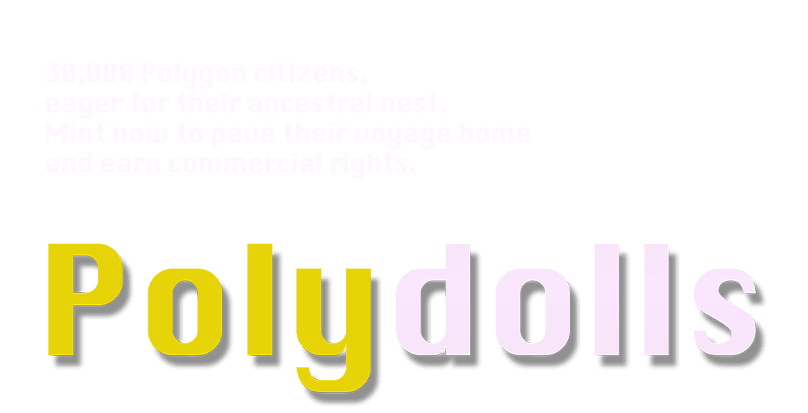 30,000 Polygon citizens,
eager for their ancestral nest.
Mint now to pave their voyage home
and earn commercial rights.
Polydolls